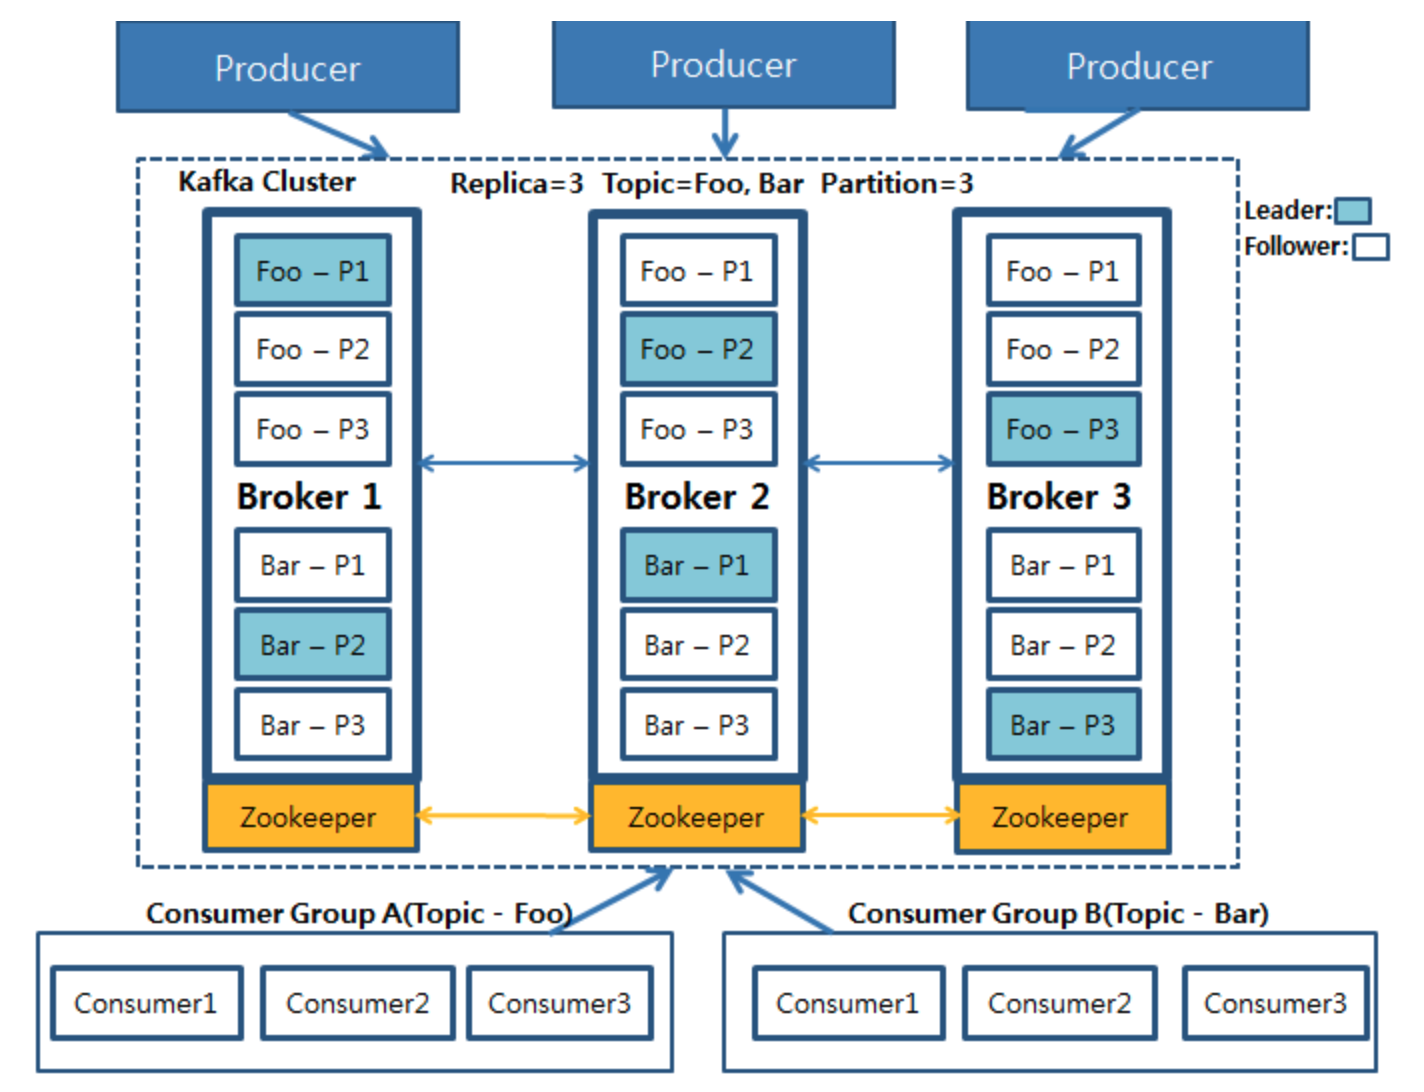 Producer
Producer
Producer
Kafka Cluster
Replica=3 Topic=Foo, Bar Partition=3
Leader:
Follower:
Foo – P1
Foo – P2
Foo – P3
Broker 1
Bar – P1
Bar – P2
Bar – P3
Zookeeper
Foo – P1
Foo – P2
Foo – P3
Broker 2
Bar – P1
Bar – P2
Bar – P3
Zookeeper
Foo – P1
Foo – P2
Foo – P3
Broker 3
Bar – P1
Bar – P2
Bar – P3
Zookeeper
Consumer Group A(Topic - Foo)
Consumer1
Consumer2
Consumer3
Consumer Group B(Topic - Bar)
Consumer1
Consumer2
Consumer3